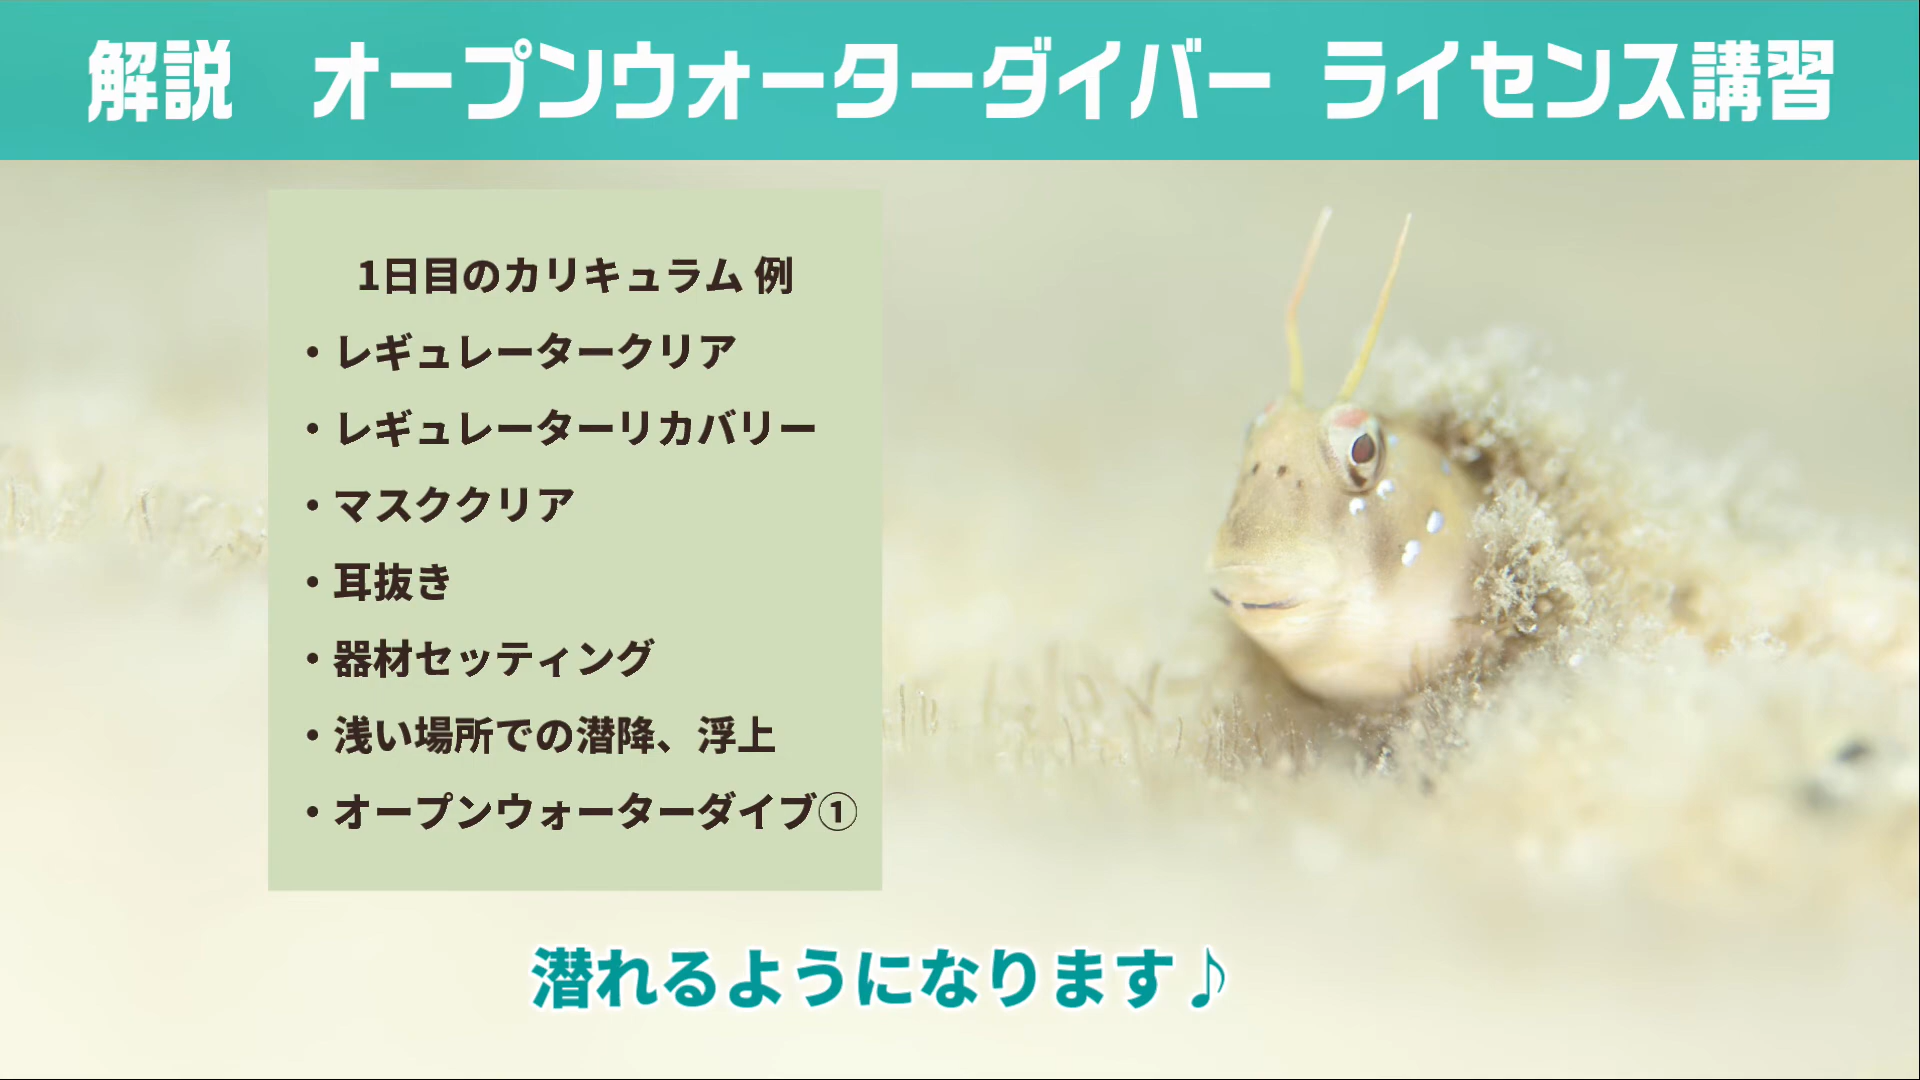 解説　オープンウォーターダイバー ライセンス講習
1日目のカリキュラム 例
・レギュレータークリア
・レギュレーターリカバリー
・マスククリア
・耳抜き
・器材セッティング
・浅い場所での潜降、浮上
・オープンウォーターダイブ①
潜れるようになります♪